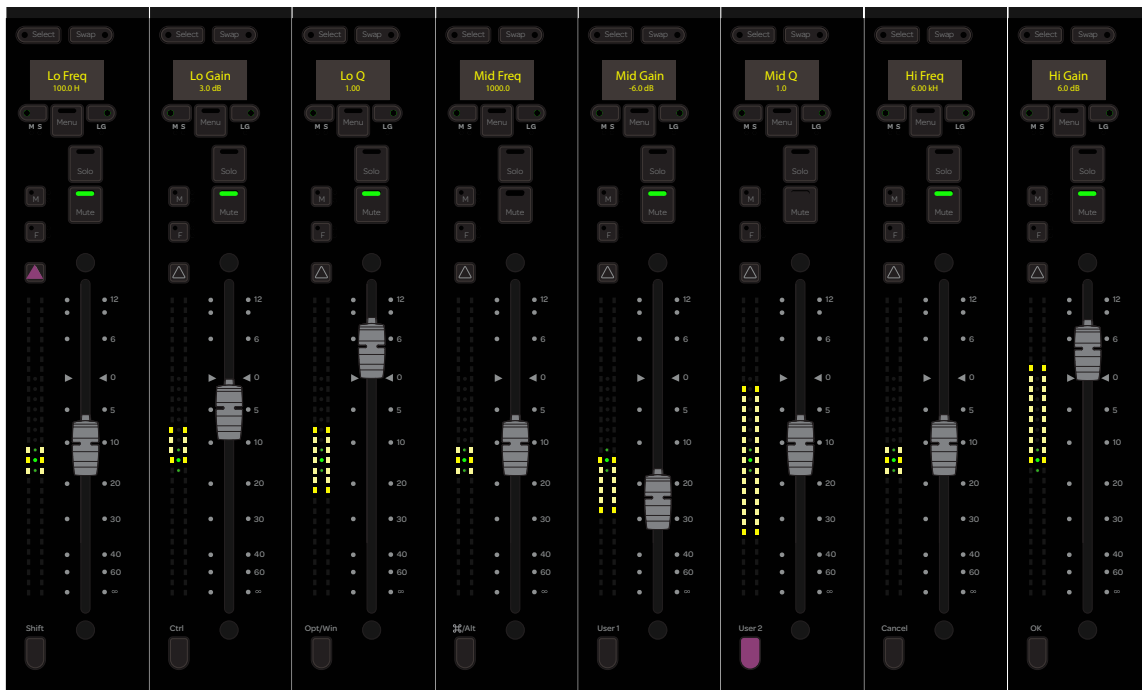 Select Swap Select Swap Select Swap Select Swap Select Swap Select Swap Select Swap Select Swap
Lo Freq Lo Gain Lo Q Mid Freq Mid Gain Mid Q Hi Freq Hi Gain
100.0 H 3.0 dB 1.00 1000.0 -6.0 dB 1.0 6.00 kH 6.0 dB
Menu Menu Menu Menu Menu Menu Menu Menu
M S LG M S LG M S LG M S LG M S LG M S LG M S LG M S LG
Solo Solo Solo Solo Solo Solo Solo Solo
M Mute M Mute M Mute M Mute M Mute M Mute M Mute M Mute
F F F F F F F F
12 12 12 12 12 12 12 12
6 6 6 6 6 6 6 6
0 0 0 0 0 0 0 0
5 5 5 5 5 5 5 5
10 10 10 10 10 10 10 10
20 20 20 20 20 20 20 20
30 30 30 30 30 30 30 30
40 40 40 40 40 40 40 40
60 60 60 60 60 60 60 60
∞ ∞ ∞ ∞ ∞ ∞ ∞ ∞
Shift Ctrl Opt/Win ⌘/Alt User 1 User 2 Cancel OK